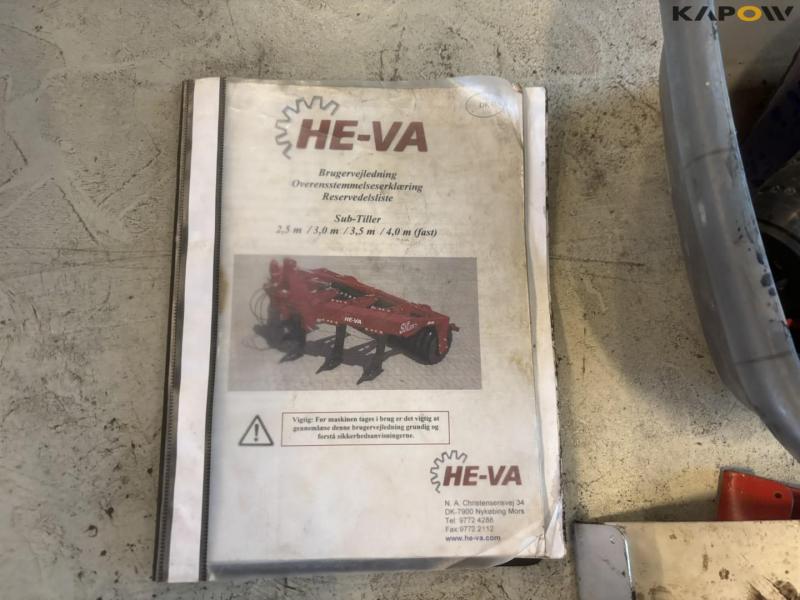 KAPOW
DK
HE-VA
Brugervejledning
Overensstemmelseserklæring
Reservedelsliste
Sub-Tiller
2,5 m / 3,0 m / 3,5 m / 4,0 m (fast)
HE-VA
Vigtig: Før maskinen tages i brug er det vigtig at
gennemlæse denne brugervejledning grundig og
forstå sikkerhedsanvisningerne.
HE-VA
N. A. Christensensvej 34
DK-7900 Nykøbing Mors
Tel: 9772 4288
Fax:9772 2112
www.he-va.com